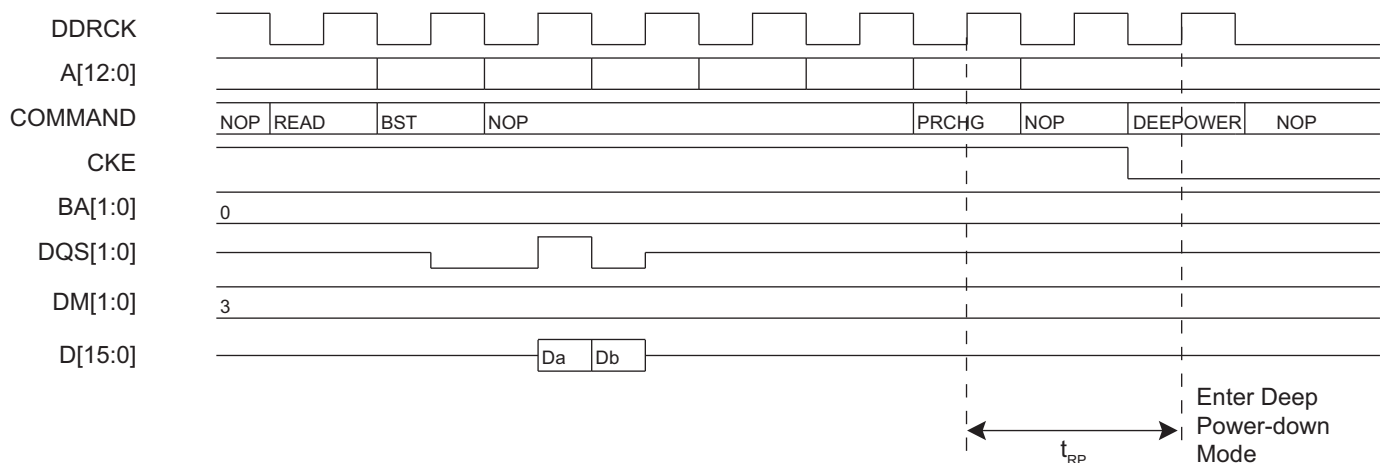 DDRCK
A[12:0]
COMMAND NOP READ BST NOP PRCHG NOP DEEPOWER NOP
CKE
BA[1:0] 0
DQS[1:0]
DM[1:0] 3
D[15:0] Da Db
Enter Deep
Power-down
Mode
tRP